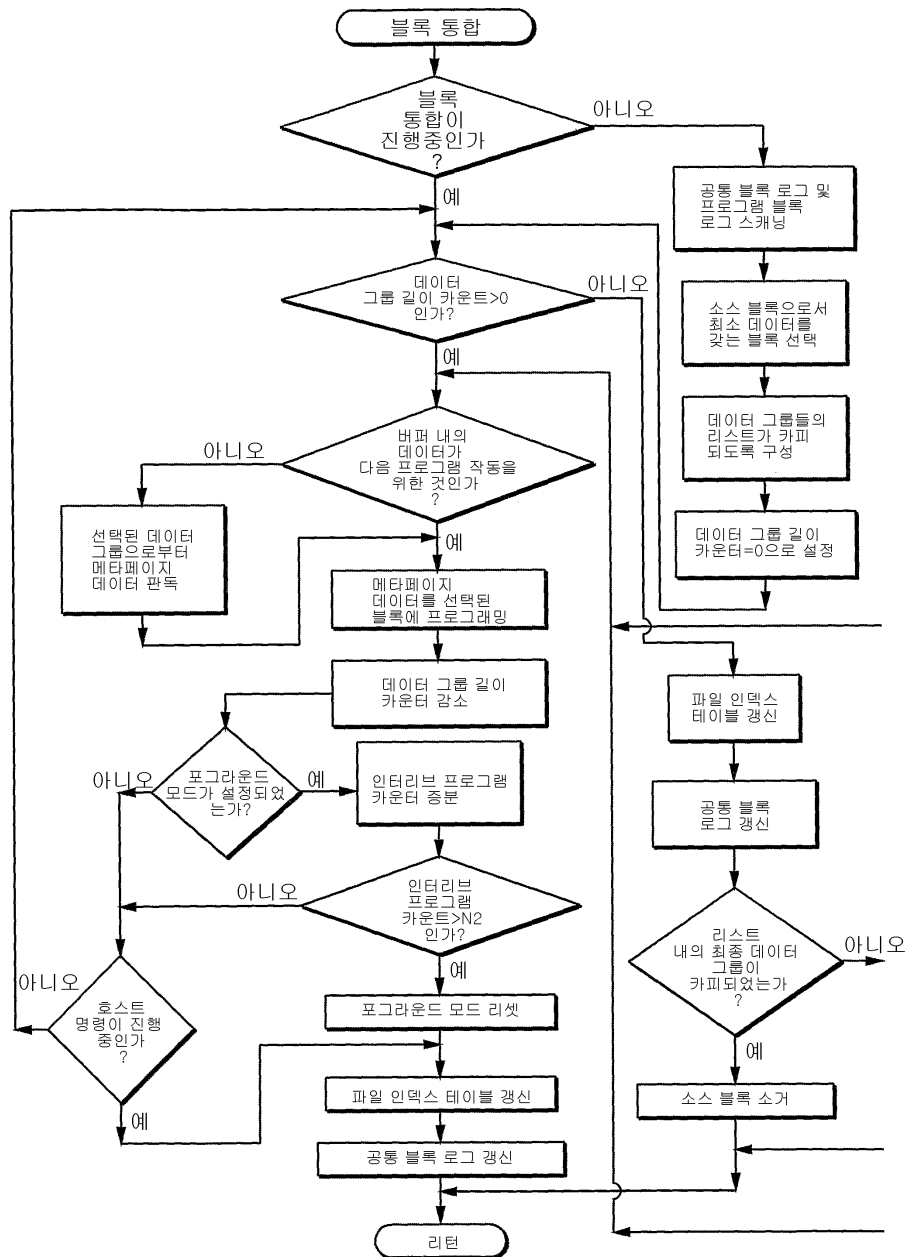 블록 통합
블록
통합이
진행중인가
?
아니오
예
공통 블록 로그 및
프로그램 블록
로그 스캐닝
소스 블록으로서
최소 데이터를
갖는 블록 선택
데이터 그룹들의
리스트가 카피
되도록 구성
데이터 그룹 길이
카운터=0으로 설정
데이터
그룹 길이 카운트>0
인가?
아니오
예
버퍼 내의
데이터가
다음 프로그램 작동을
위한 것인가
?
아니오
예
선택된 데이터
그룹으로부터
메타페이지
데이터 판독
메타페이지
데이터를 선택된
블록에 프로그래밍
데이터 그룹 길이
카운터 감소
포그라운드
모드가 설정되었
는가?
아니오
예
인터리브 프로그램
카운터 증분
인터리브
프로그램
카운트>N2
인가?
아니오
예
호스트
명령이 진행
중인가
?
아니오
예
포그라운드 모드 리셋
파일 인덱스 테이블 갱신
공통 블록 로그 갱신
리턴
파일 인덱스
테이블 갱신
공통 블록
로그 갱신
리스트
내의 최종 데이터
그룹이
카피되었는가
?
아니오
예
소스 블록 소거